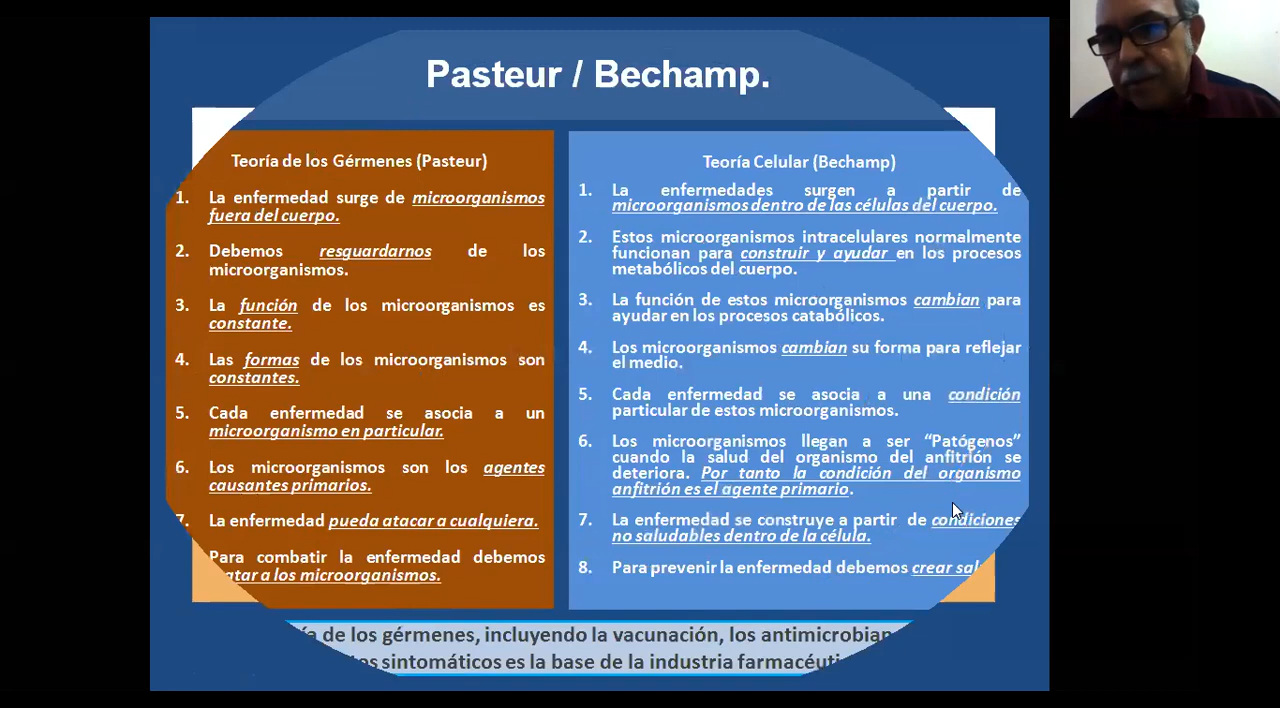 Pasteur / Bechamp.
Teoría de los Gérmenes (Pasteur)
1. La enfermedad surge de microorganismos
fuera del cuerpo.
2. Debemos resguardarnos de los
microorganismos.
3. La función de los microorganismos es
constante.
4. Las formas de los microorganismos son
constantes.
5. Cada enfermedad se asocia a un
microorganismo en particular.
6. Los microorganismos son los agentes
causantes primarios.
7. La enfermedad pueda atacar a cualquiera.
Para combatir la enfermedad debemos
a los microorganismos.
Teoría Celular (Bechamp)
1. La enfermedades surgen a partir de
microorganismos dentro de las células del cuerpo.
2. Estos microorganismos intracelulares normalmente
funcionan para construir y ayudar en los procesos
metabólicos del cuerpo.
3. La función de estos microorganismos cambian para
ayudar en los procesos catabólicos.
4. Los microorganismos cambian su forma para reflejar
el medio.
5. Cada enfermedad se asocia a una condición
particular de estos microorganismos.
6. Los microorganismos llegan a ser “Patógenos”
cuando la salud del organismo del anfitrión se
deteriora. Por tanto la condición del organismo
anfitrión es el agente primario.
7. La enfermedad se construye a partir de condiciones
no saludables dentro de la célula.
8. Para prevenir la enfermedad debemos crear
de los gérmenes, incluyendo la vacunación, los
sintomáticos es la base de la industria